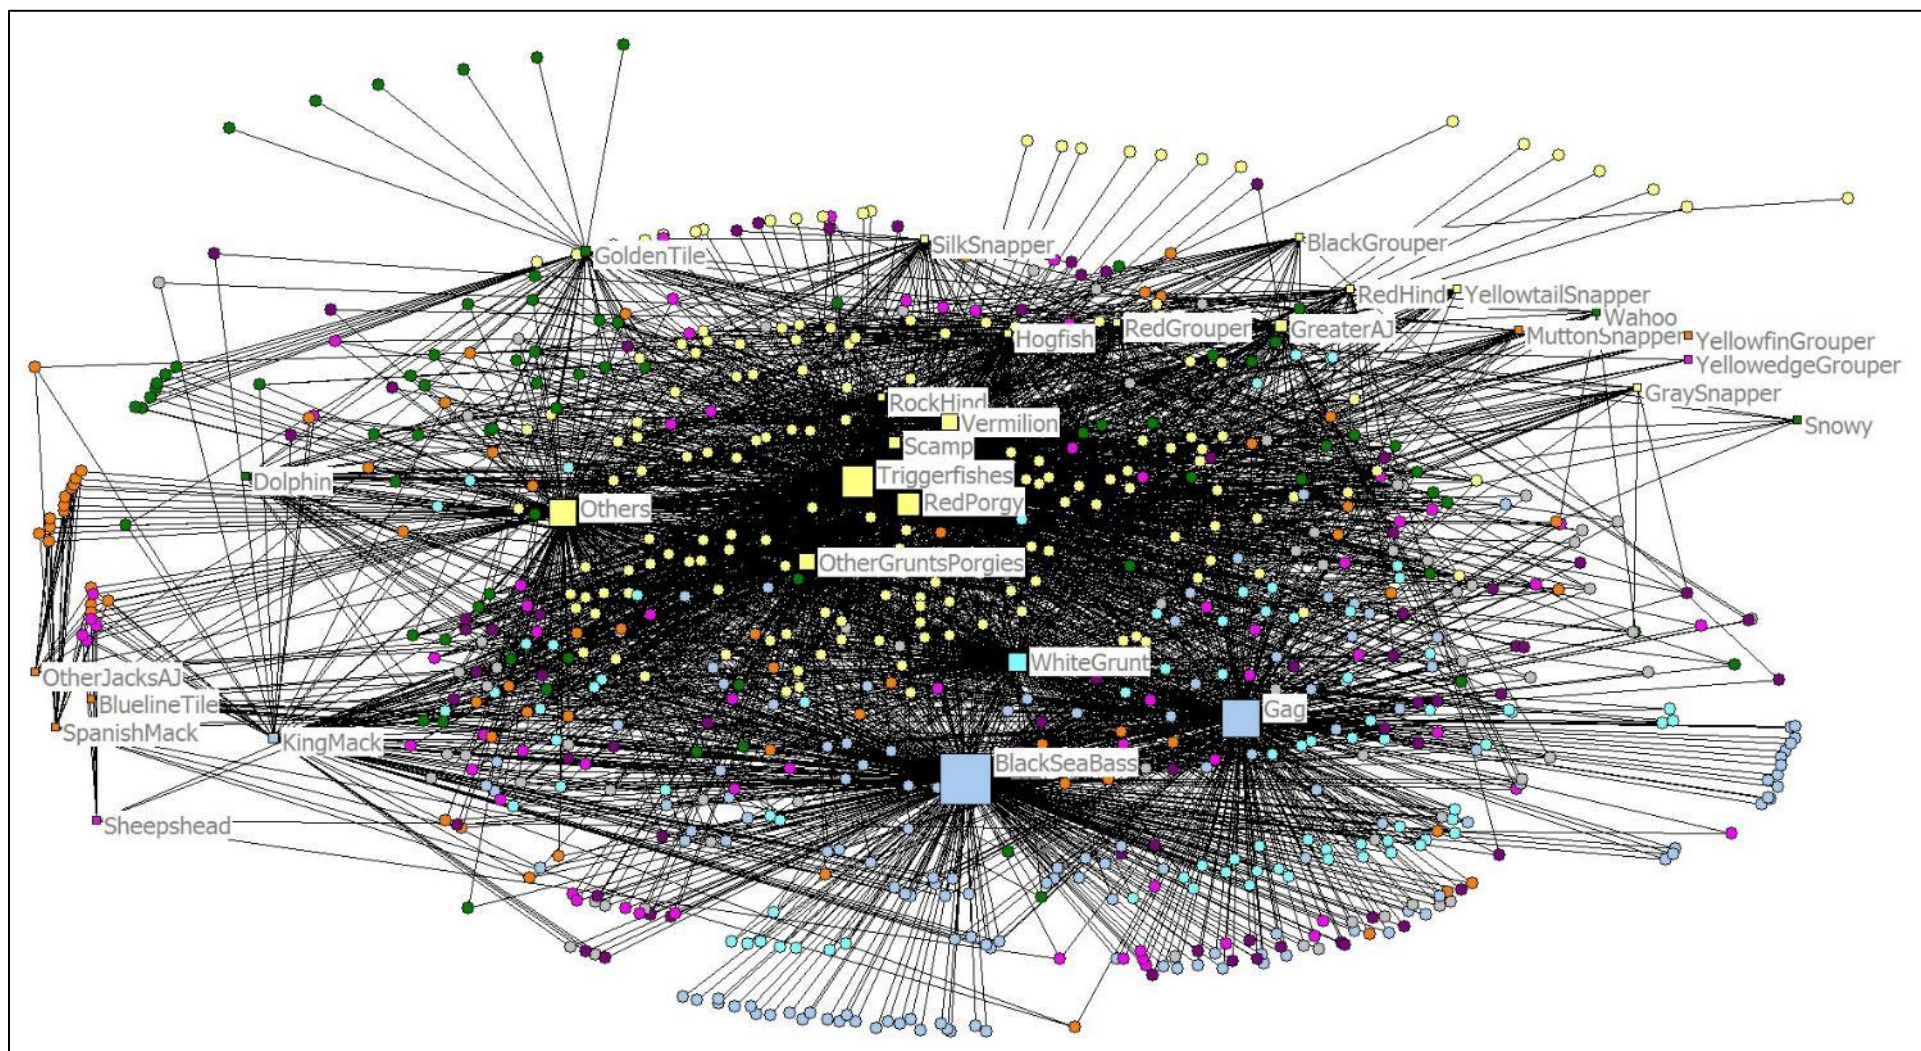 GoldenTile
SilkSnapper
BlackGrouper
RedHind
YellowtailSnapper
Wahoo
Hogfish
RedGrouper
GreaterAJ
MuttonSnapper
YellowfinGrouper
YellowedgeGrouper
GraySnapper
RockHind
Vermilion
Snowy
Scamp
Dolphin
Triggerfishes
Others
RedPorgy
OtherGruntsPorgies
WhiteGrunt
OtherJacksAJ
BluelineTile
Gag
SpanishMack
KingMack
BlackSeaBass
Sheepshead